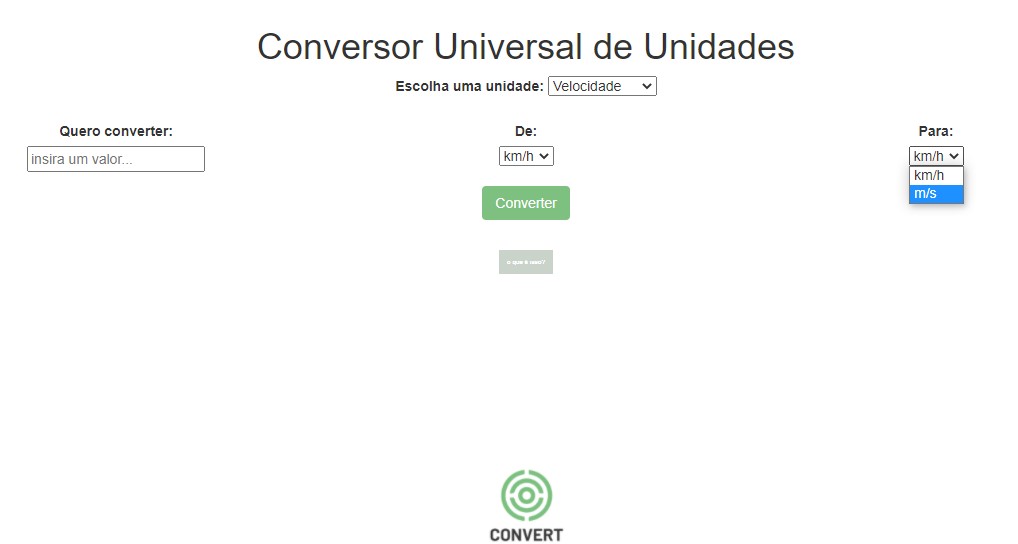 Conversor Universal de Unidades
Escolha uma unidade: Velocidade
Quero converter: De: Para:
insira um valor... km/h km/h
km/h
m/s
Converter
o que é isso?
CONVERT